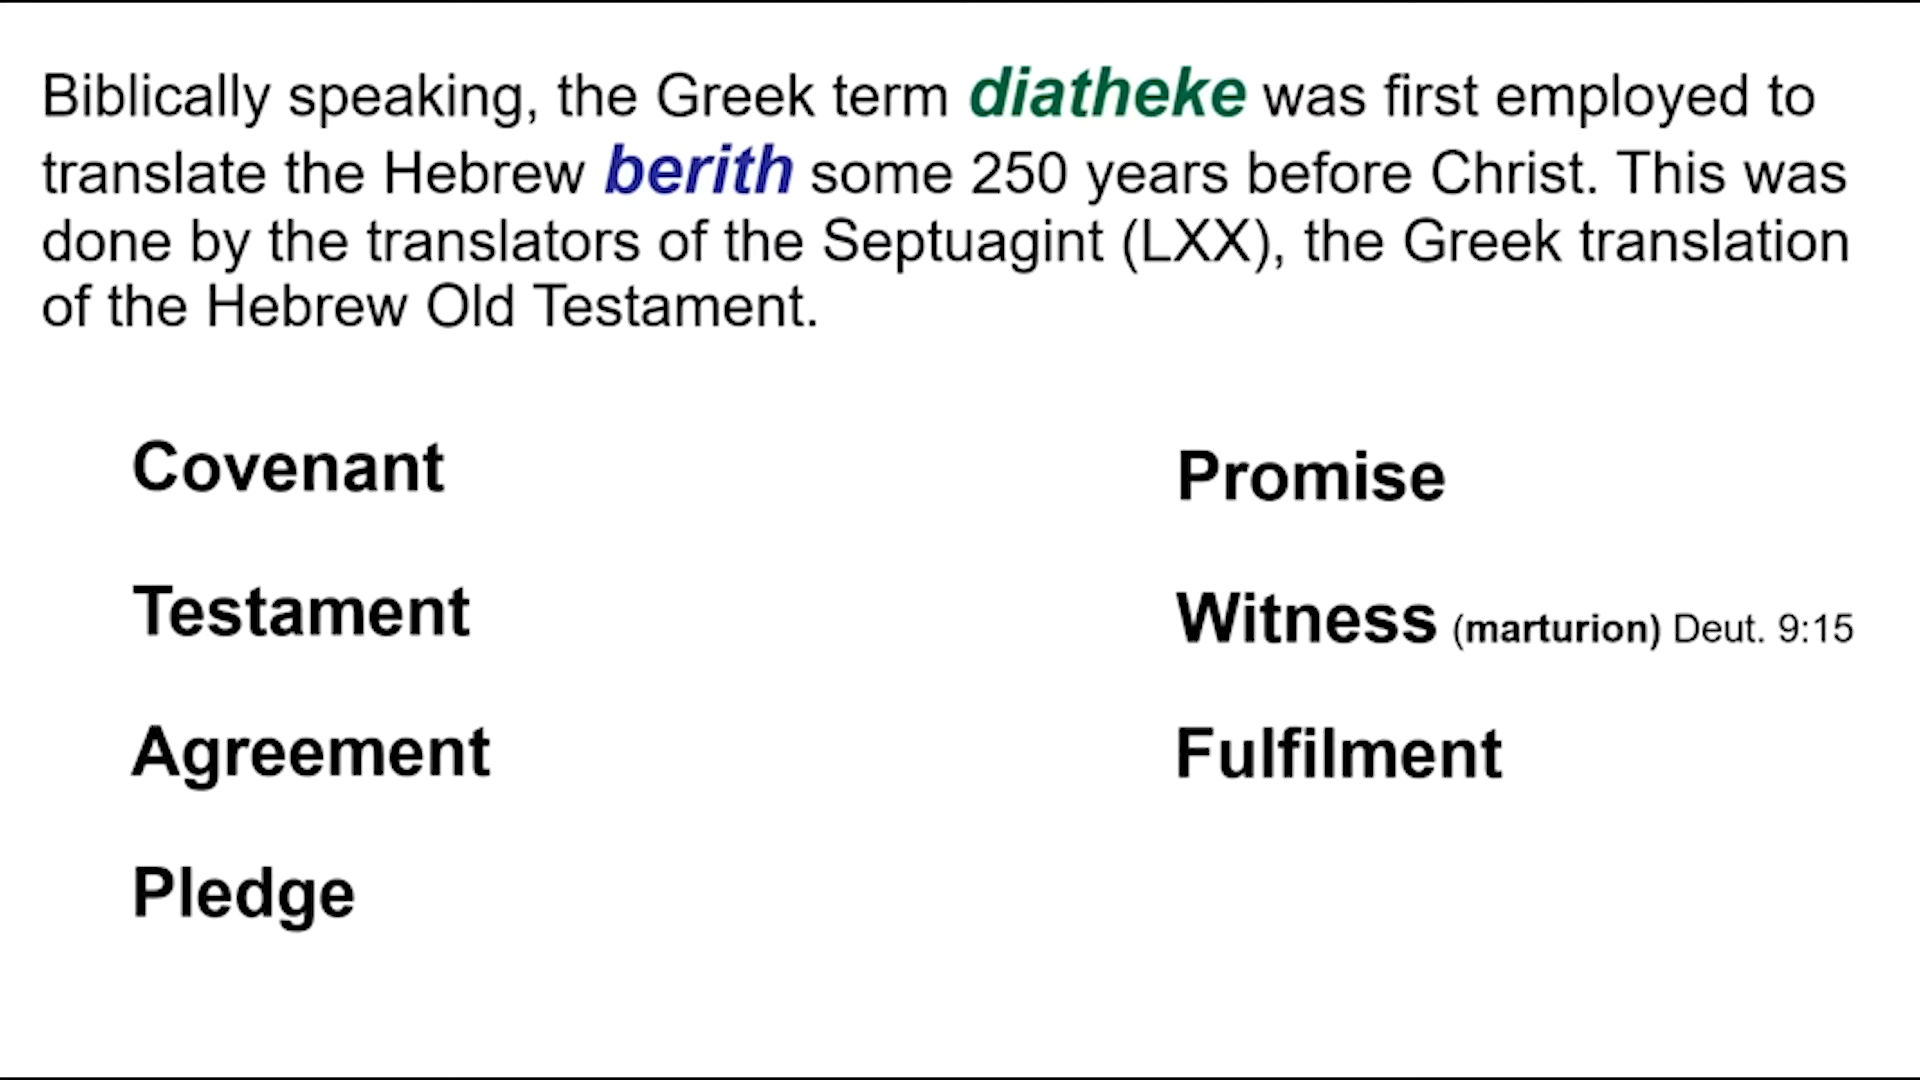 Biblically speaking, the Greek term diatheke was first employed to
translate the Hebrew berith some 250 years before Christ. This was
done by the translators of the Septuagint (LXX), the Greek translation
of the Hebrew Old Testament.
Covenant
Testament
Agreement
Pledge
Promise
Witness (marturion) Deut. 9:15
Fulfilment